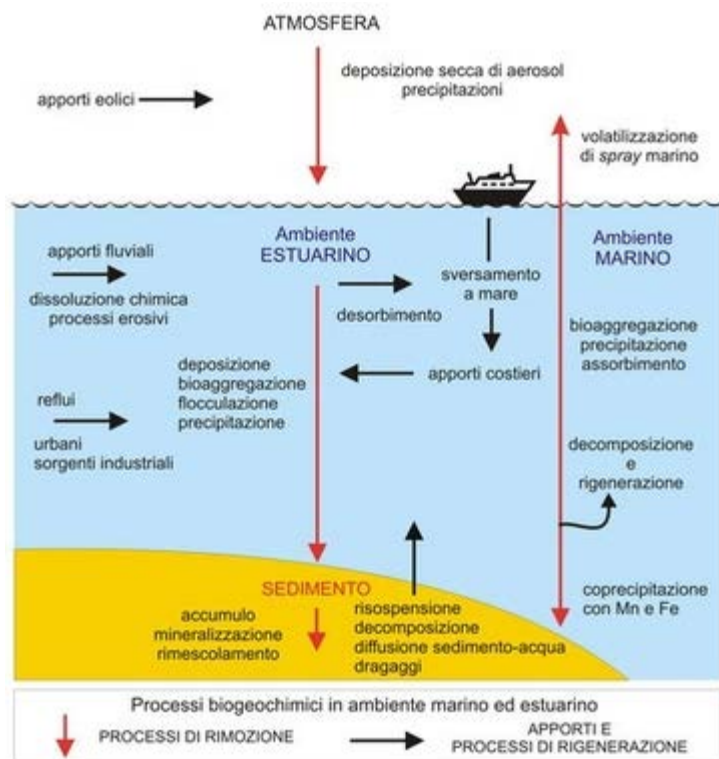 ATMOSFERA
deposizione secca di aerosol
precipitazioni
apporti eolici
volatilizzazione
di spray marino
apporti fluviali
dissoluzione chimica
processi erosivi
Ambiente
ESTUARINO
desorbimento
sversamento
a mare
Ambiente
MARINO
bioaggregazione
precipitazione
assorbimento
deposizione
bioaggregazione
flocculazione
precipitazione
apporti costieri
reflui
urbani
sorgenti industriali
decomposizione
e
rigenerazione
SEDIMENTO
accumulo
mineralizzazione
rimescolamento
risospensione
decomposizione
diffusione sedimento-acqua
dragaggi
coprecipitazione
con Mn e Fe
Processi biogeochimici in ambiente marino ed estuarino
PROCESSI DI RIMOZIONE
APPORTI E
PROCESSI DI RIGENERAZIONE